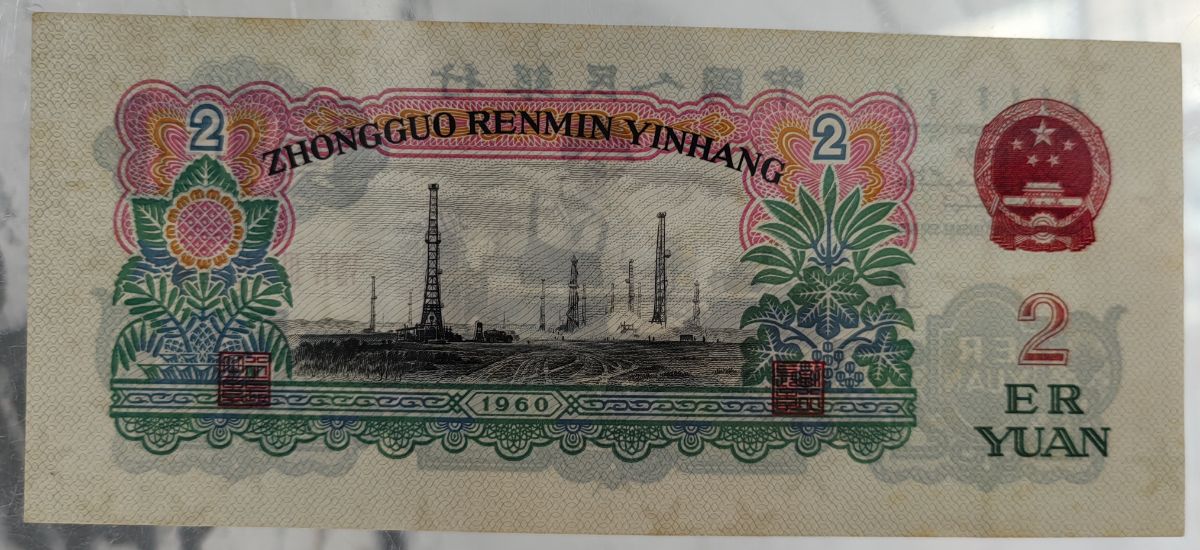 2
ZHONGGUO RENMIN YINHANG
2
1960
2
ER
YUAN